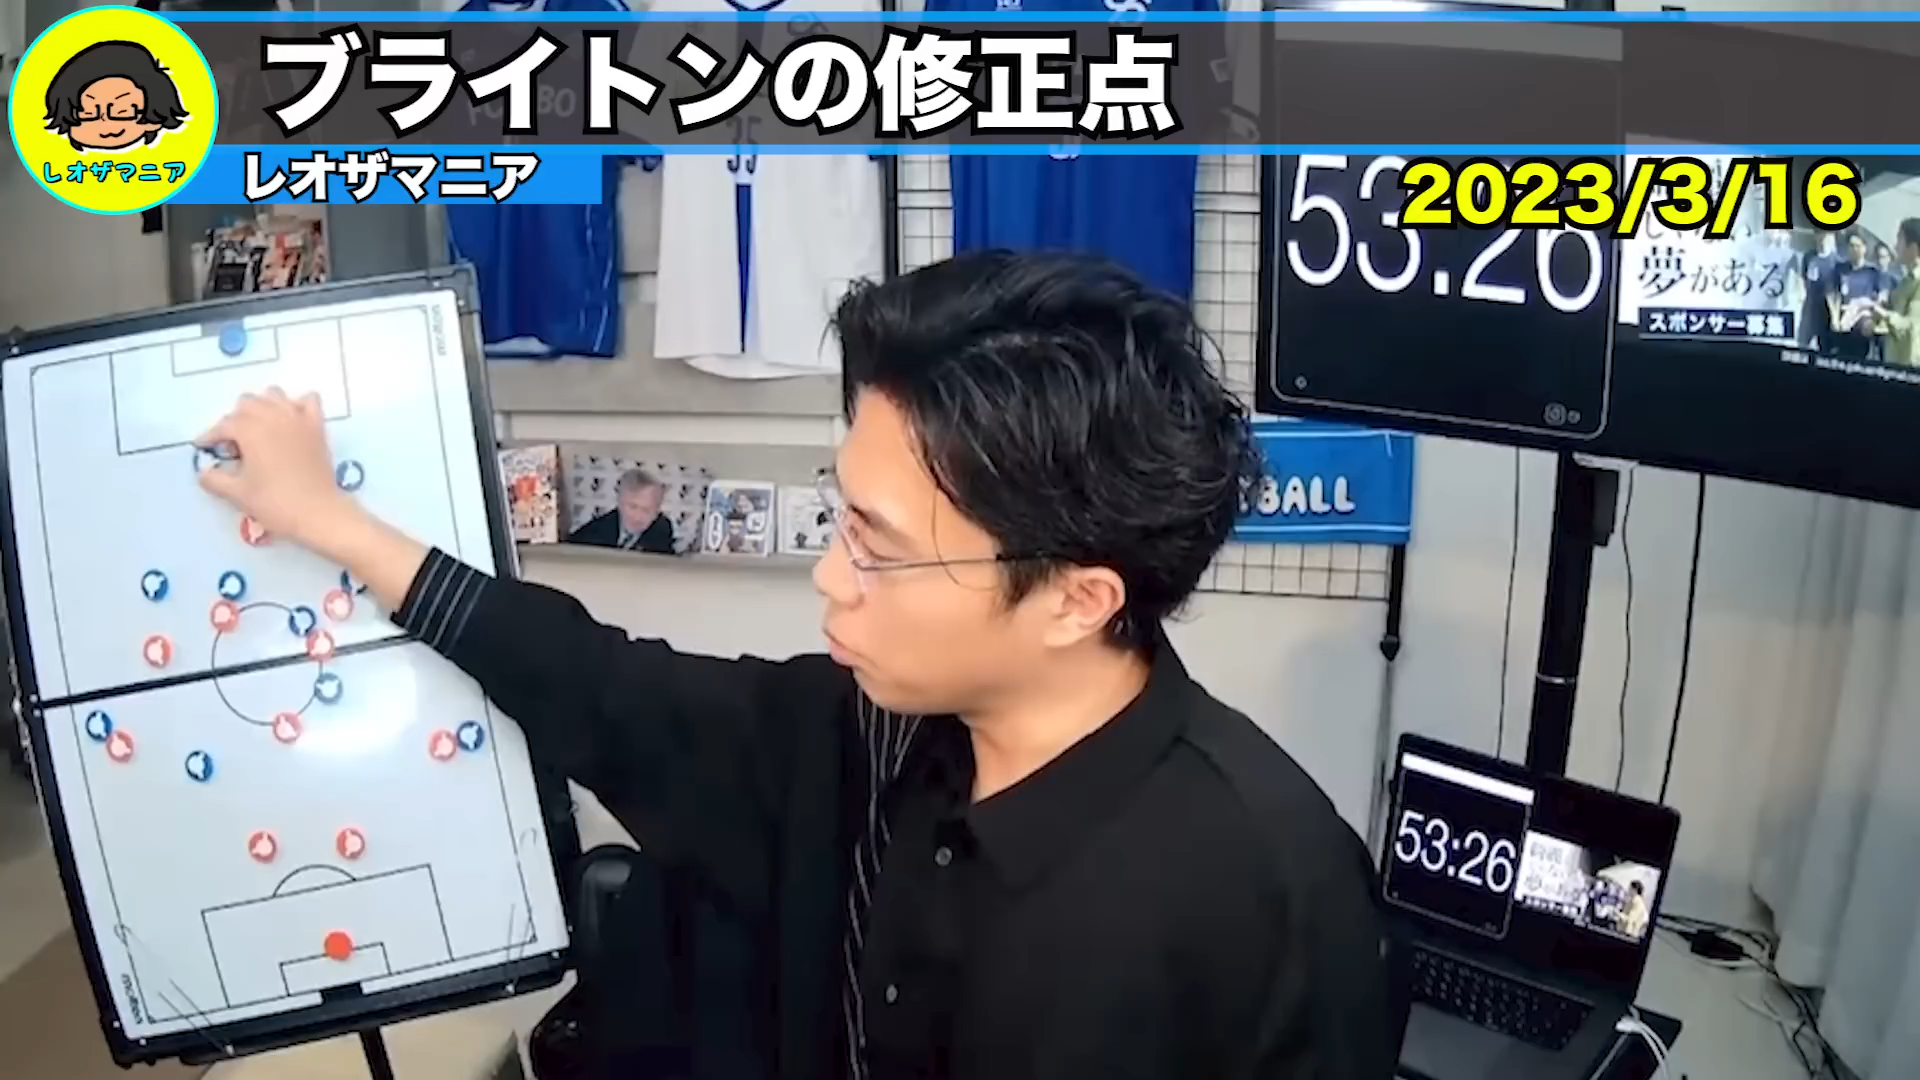 ブライトンの修正点
レオザマニア
レオザマニア
2023/3/16
53:26
夢がある
スポンサー募集
35
BALL
53:26